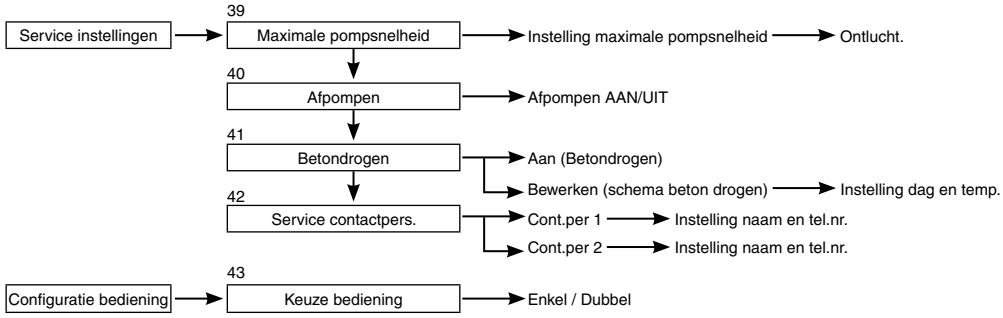 39
Service instellingen Maximale pompsnelheid Instelling maximale pompsnelheid Ontlucht.
40
Afpompen Afpompen AAN/UIT
41
Betondrogen Aan (Betondrogen)
Bewerken (schema beton drogen) Instelling dag en temp.
42
Service contactpers. Cont.per 1 Instelling naam en tel.nr.
Cont.per 2 Instelling naam en tel.nr.
43
Configuratie bediening Keuze bediening Enkel / Dubbel